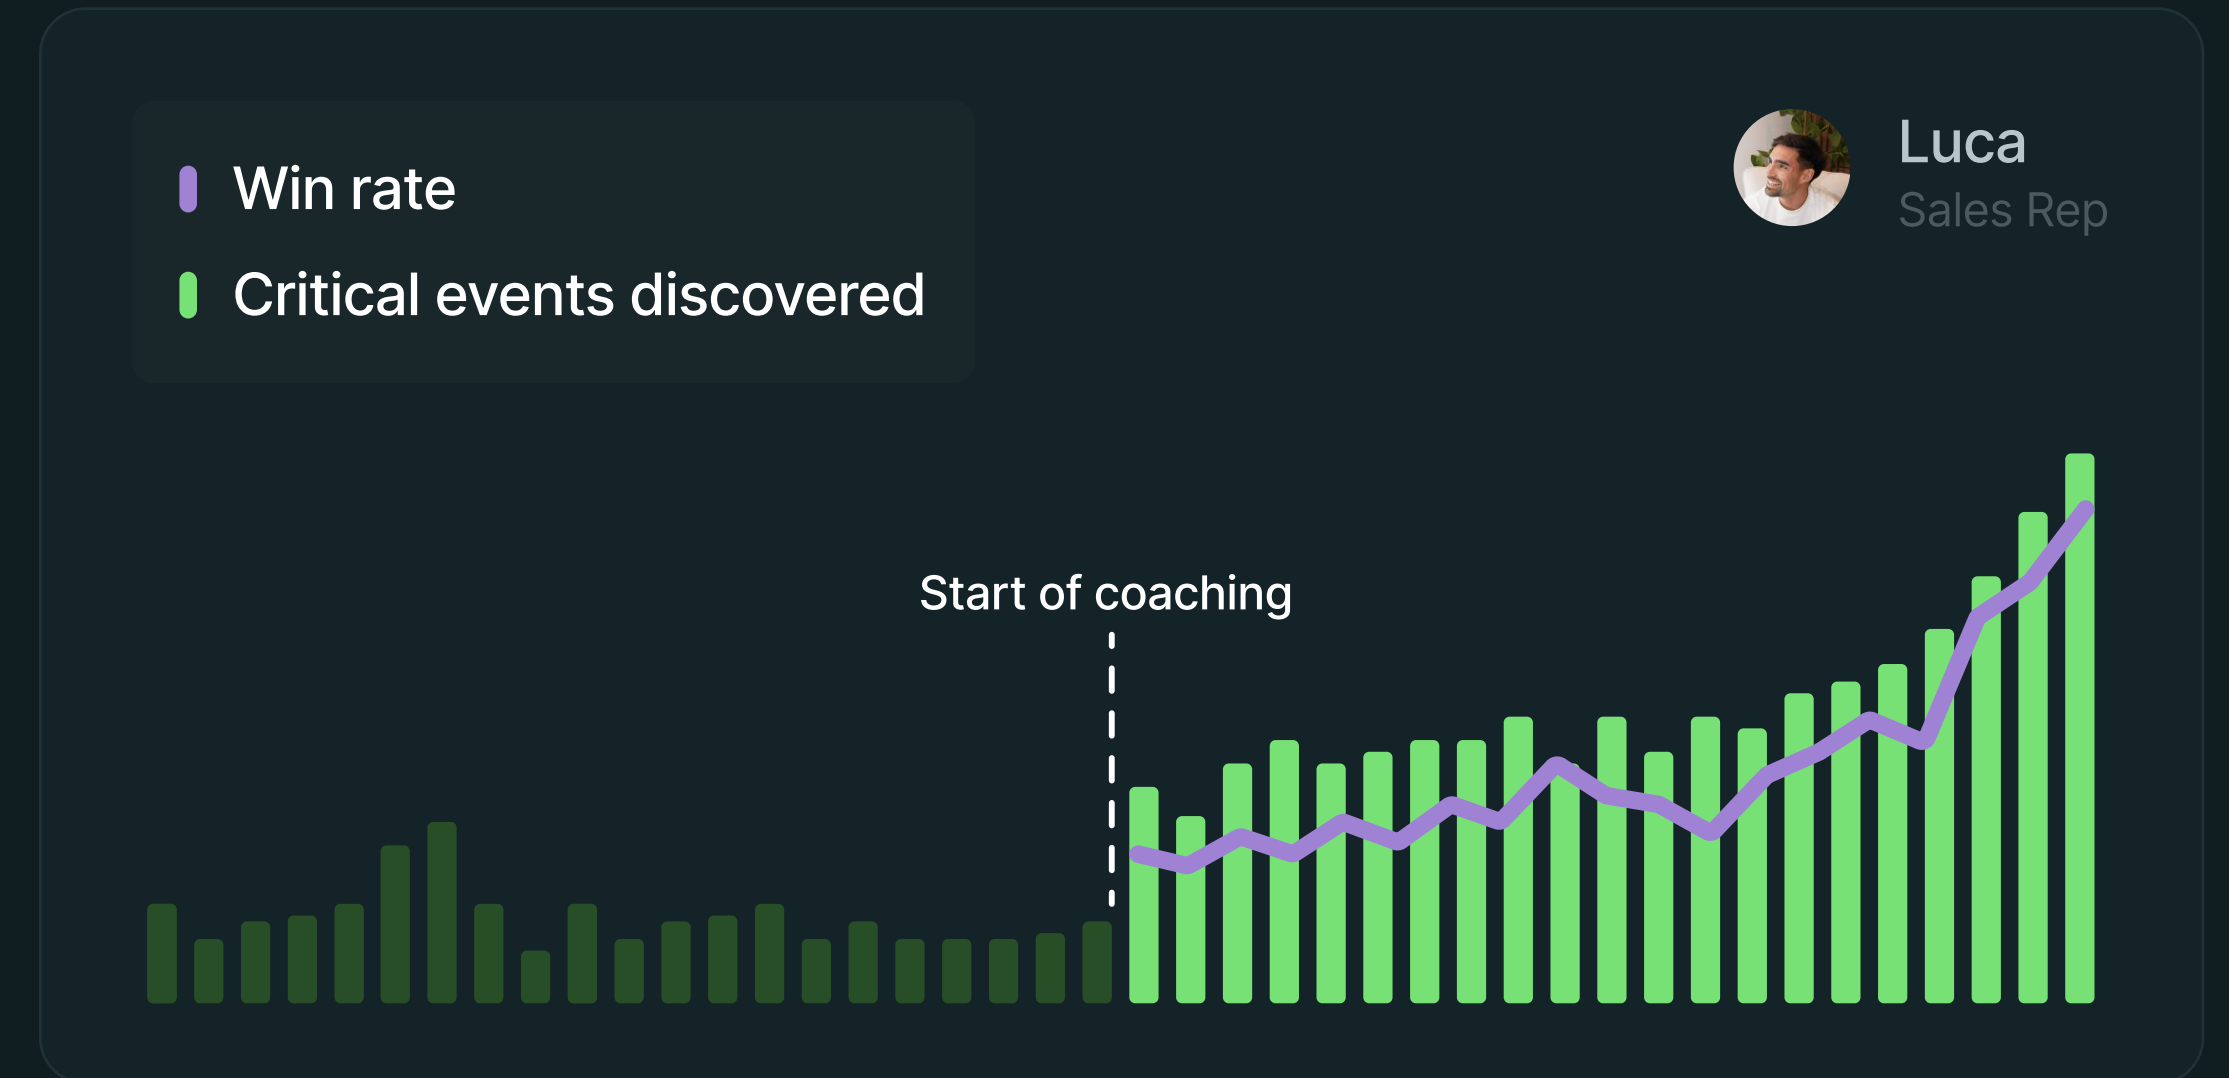 Win rate
Critical events discovered
Luca
Sales Rep
Start of coaching